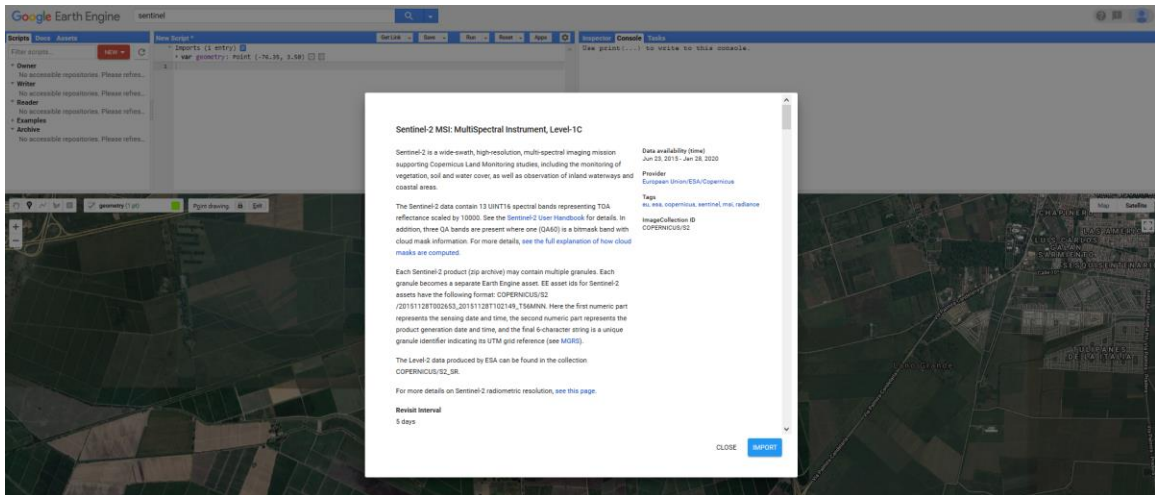 Google Earth Engine
sentinel
Scripts Docs Assets
Filter scripts...
NEW
Owner
No accessible repositories. Please refres...
Writer
No accessible repositories. Please refres...
Reader
No accessible repositories. Please refres...
Examples
Archive
No accessible repositories. Please refres...
New Script *
Get Link Save Run Reset Apps
Imports (1 entry)
var geometry: Point
1
Inspector Console Tasks
Use print(...) to write to this console.
geometry (1 pt)
Point drawing. Exit
Map Satellite
Sentinel-2 MSI: MultiSpectral Instrument, Level-1C
Sentinel-2 is a wide-swath, high-resolution, multi-spectral imaging mission
supporting Copernicus Land Monitoring studies, including the monitoring of
vegetation, soil and water cover, as well as observation of inland waterways and
coastal areas.
The Sentinel-2 data contain 13 UINT16 spectral bands representing TOA
reflectance scaled by 10000. See the Sentinel-2 User Handbook for details. In
addition, three QA bands are present where one (QA60) is a bitmask band with
cloud mask information. For more details, see the full explanation of how cloud
masks are computed.
Each Sentinel-2 product (zip archive) may contain multiple granules. Each
granule becomes a separate Earth Engine asset. EE asset ids for Sentinel-2
assets have the following format: COPERNICUS/S2
/20151128T002653_20151128T102149_T56MNN. Here the first numeric part
represents the sensing date and time, the second numeric part represents the
product generation date and time, and the final 6-character string is a unique
granule identifier indicating its UTM grid reference (see MGRS).
The Level-2 data produced by ESA can be found in the collection
COPERNICUS/S2_SR.
For more details on Sentinel-2 radiometric resolution, see this page.
Revisit Interval
5 days
Data availability (time)
Jun 23, 2015 - Jan 28, 2020
Provider
European Union/ESA/Copernicus
Tags
eu, esa, copernicus, sentinel, msi, radiance
ImageCollection ID
COPERNICUS/S2
CLOSE IMPORT
LUIS CARLOS
GALAN
SARMIENTO
TULIPANES
DE LA ITALIA